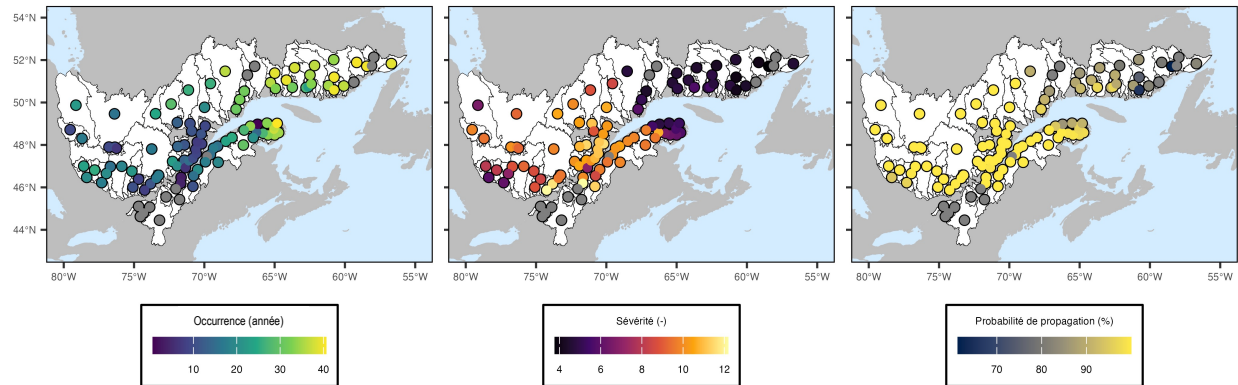 54°N
52°N
50°N
48°N
46°N
44°N
80°W 75°W 70°W 65°W 60°W 55°W
80°W 75°W 70°W 65°W 60°W 55°W
80°W 75°W 70°W 65°W 60°W 55°W
Occurrence (année)
10 20 30 40
Sévérité (-)
4 6 8 10 12
Probabilité de propagation (%)
70 80 90